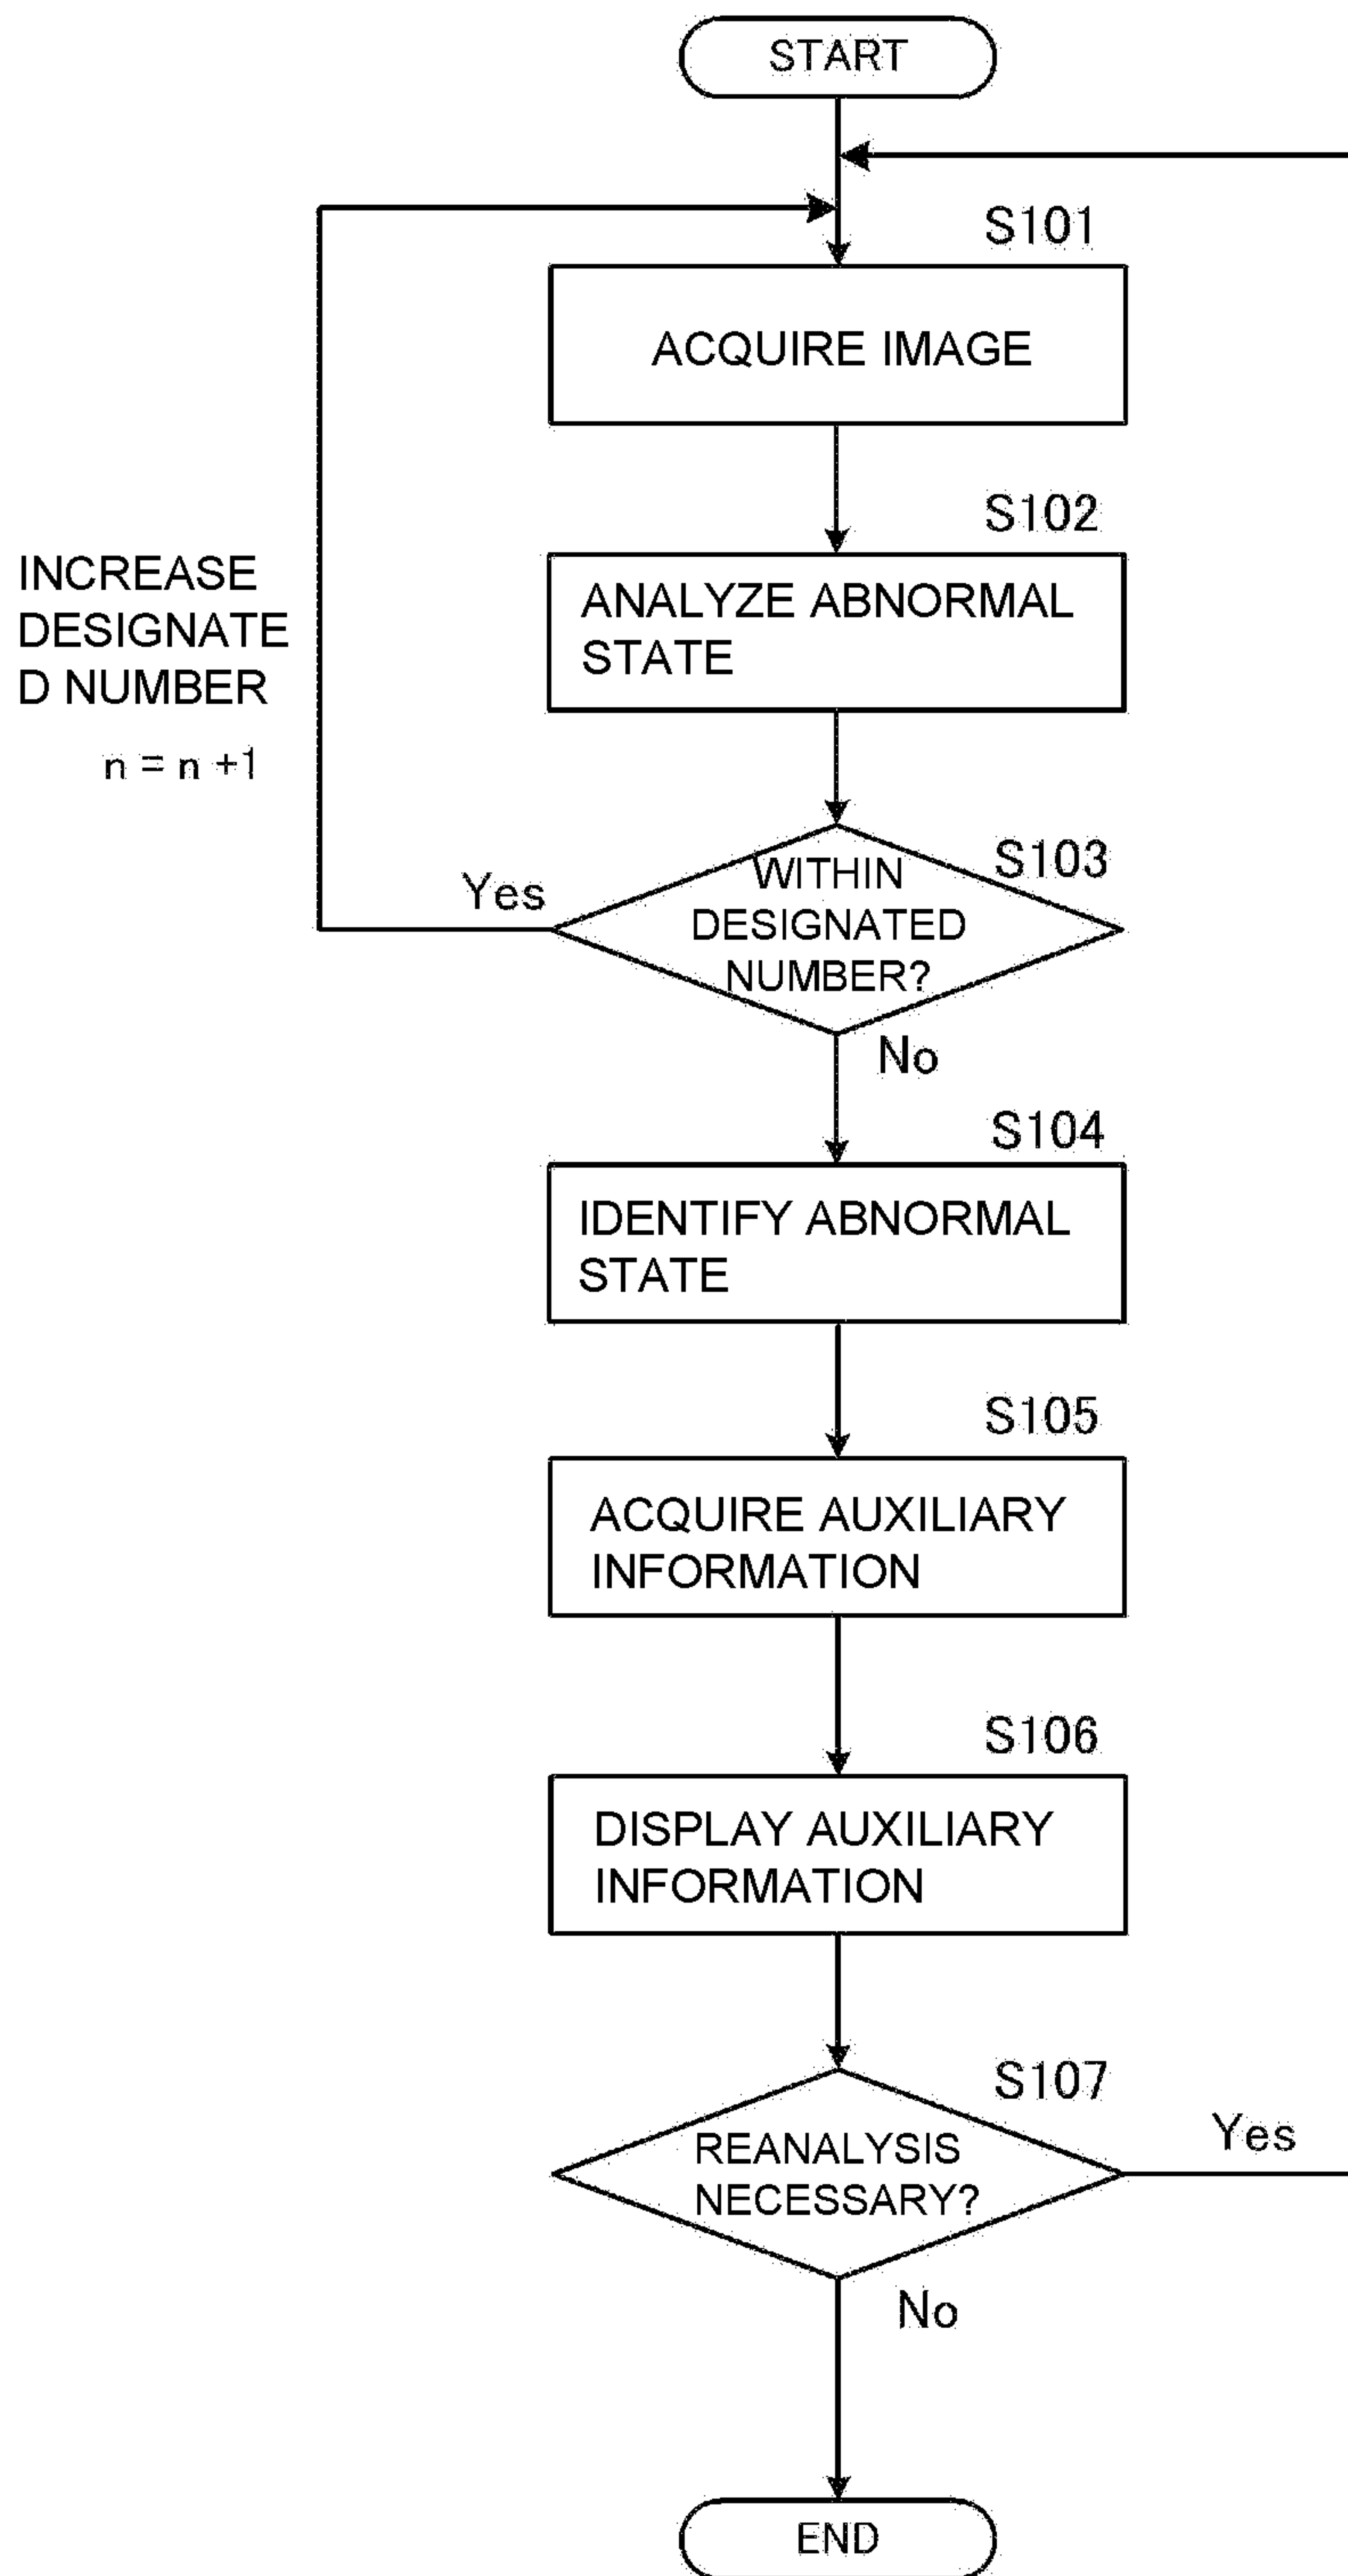 START
S101
ACQUIRE IMAGE
S102
ANALYZE ABNORMAL
STATE
INCREASE
DESIGNATE
D NUMBER
n = n +1
S103
Yes
WITHIN
DESIGNATED
NUMBER?
No
S104
IDENTIFY ABNORMAL
STATE
S105
ACQUIRE AUXILIARY
INFORMATION
S106
DISPLAY AUXILIARY
INFORMATION
S107
REANALYSIS
NECESSARY?
Yes
No
END